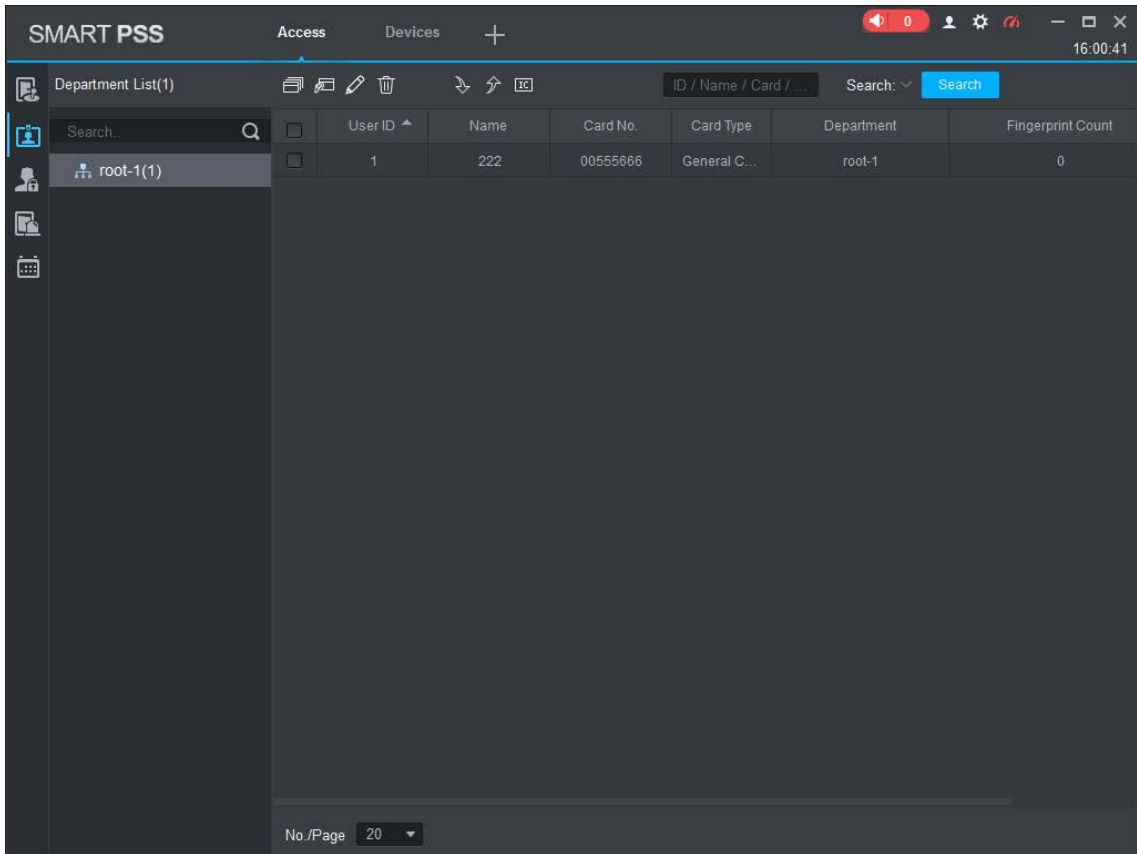 SMART PSS Access Devices 0
16:00:41
Department List(1) IC ID / Name / Card / ... Search: Search
Search.. User ID Name Card No. Card Type Department Fingerprint Count
root-1(1) 1 222 00555666 General C... root-1 0
No./Page 20